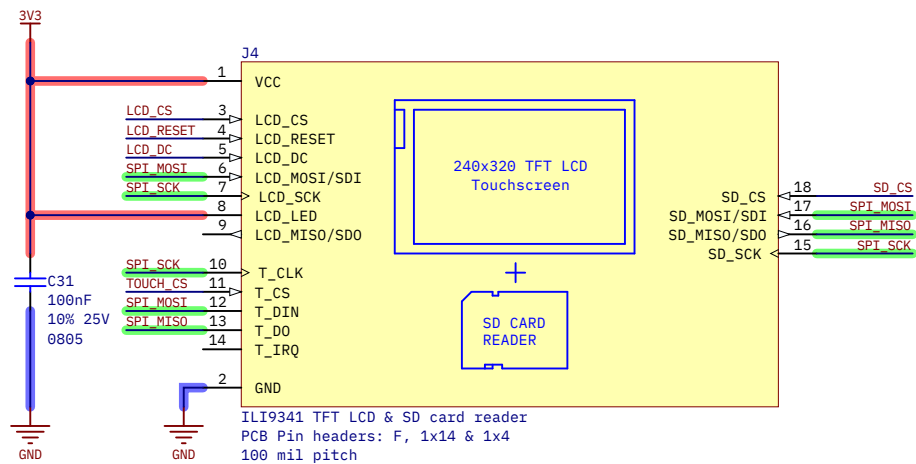 3V3
J4
1 VCC
LCD_CS 3 LCD_CS
LCD_RESET 4 LCD_RESET
LCD_DC 5 LCD_DC
SPI_MOSI 6 LCD_MOSI/SDI
SPI_SCK 7 LCD_SCK
8 LCD_LED
9 LCD_MISO/SDO
SPI_SCK 10 T_CLK
TOUCH_CS 11 T_CS
SPI_MOSI 12 T_DIN
SPI_MISO 13 T_DO
14 T_IRQ
2 GND
240x320 TFT LCD
Touchscreen
SD CARD
READER
SD_CS 18 SD_CS
SD_MOSI/SDI 17 SPI_MOSI
SD_MISO/SDO 16 SPI_MISO
SD_SCK 15 SPI_SCK
C31
100nF
10% 25V
0805
GND
GND
ILI9341 TFT LCD & SD card reader
PCB Pin headers: F, 1x14 & 1x4
100 mil pitch